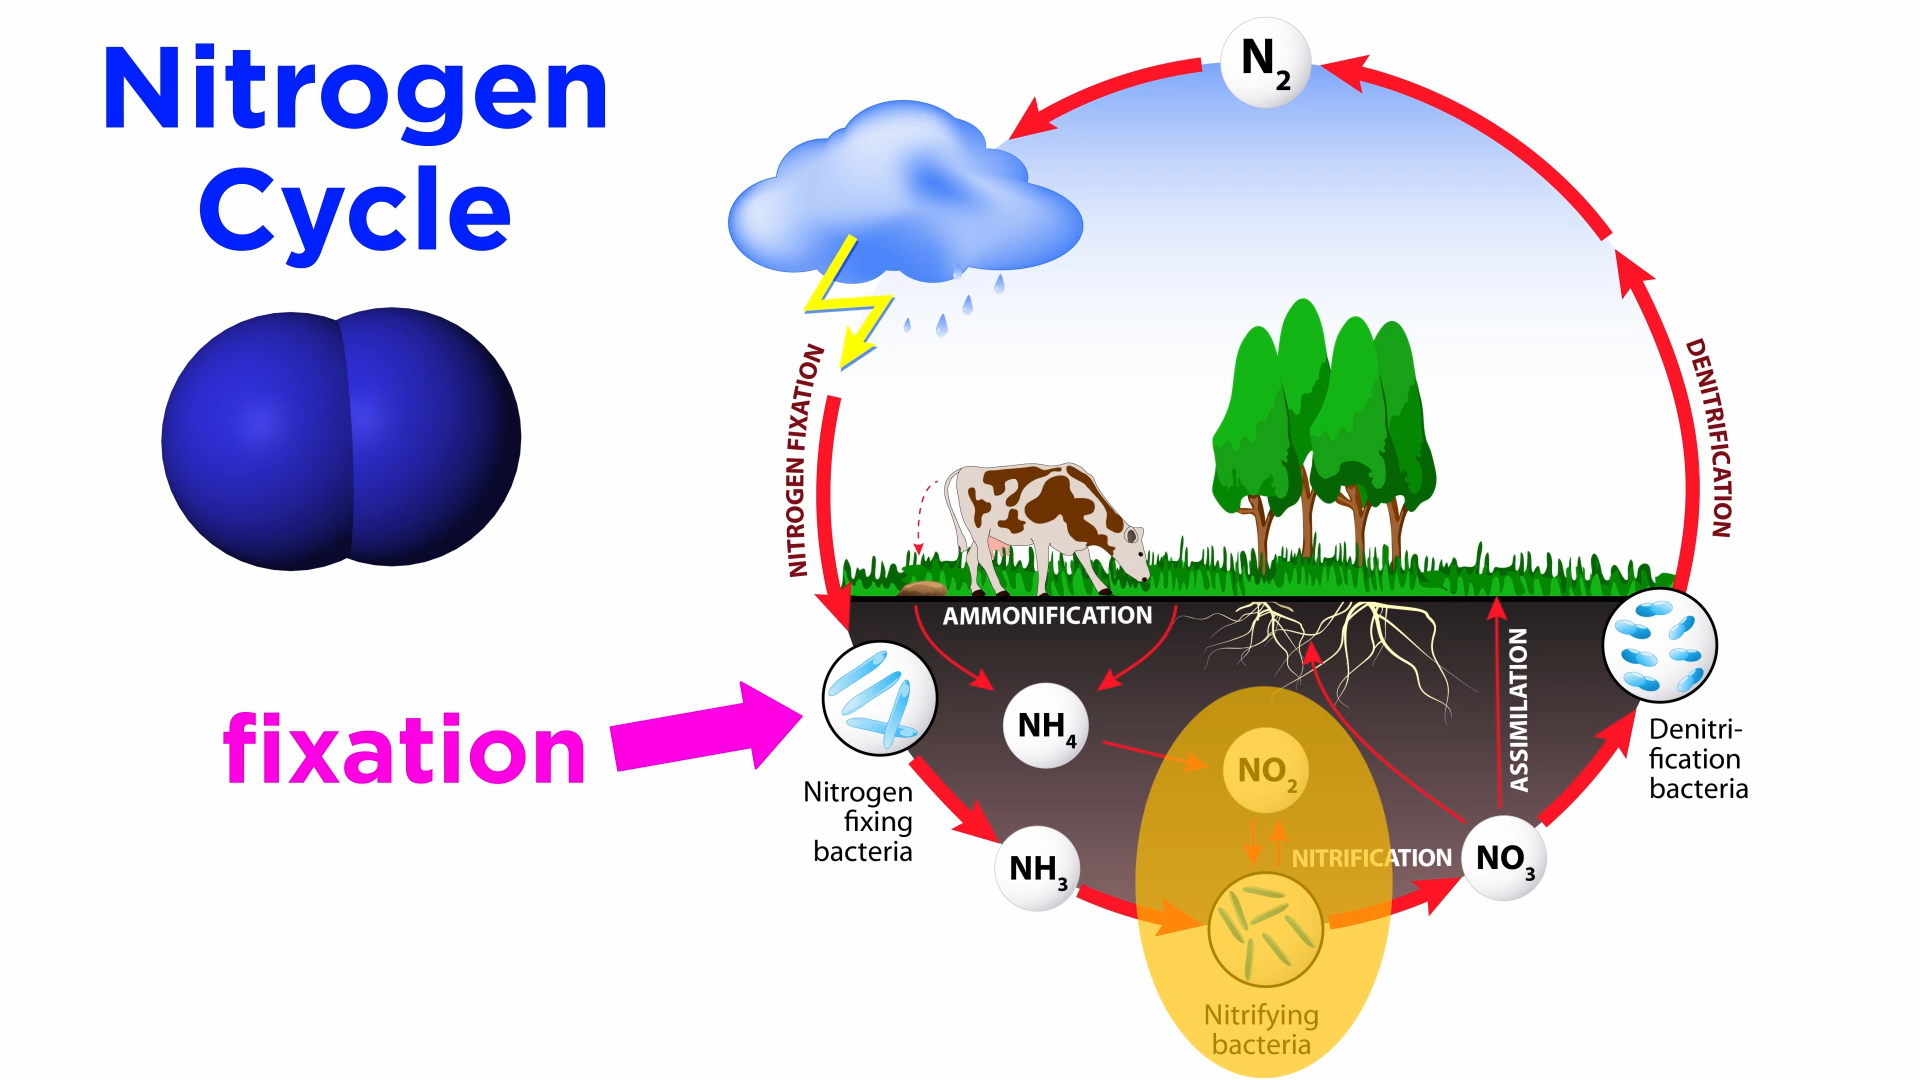 Nitrogen
Cycle
N₂
NITROGEN FIXATION
DENITRIFICATION
AMMONIFICATION
ASSIMILATION
fixation
NH₄
NO₂
Denitri-
fication
bacteria
Nitrogen
fixing
bacteria
NH₃
NITRIFICATION
NO₃
Nitrifying
bacteria